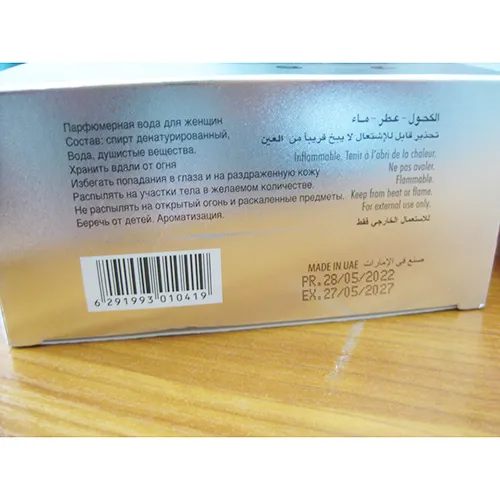 Парфюмерная вода для женщин
Состав: спирт денатурированный,
Вода, душистые вещества.
Хранить вдали от огня
Избегать попадания в глаза и на раздраженную кожу
Распылять на участки тела в желаемом количестве.
Не распылять на открытый огонь и раскаленные предметы.
Беречь от детей. Ароматизация.
الكحول - عطر - ماء
تحذير قابل للإشتعال لا يبخ قريباً من العين
Inflammable. Tenir à l'abri de la chaleur.
Ne pas avaler.
Flammable.
Keep from heat or flame.
For external use only.
للإستعمال الخارجي فقط
6 291993 010419
MADE IN UAE صنع في الإمارات
PR.28/05/2022
EX.27/05/2027